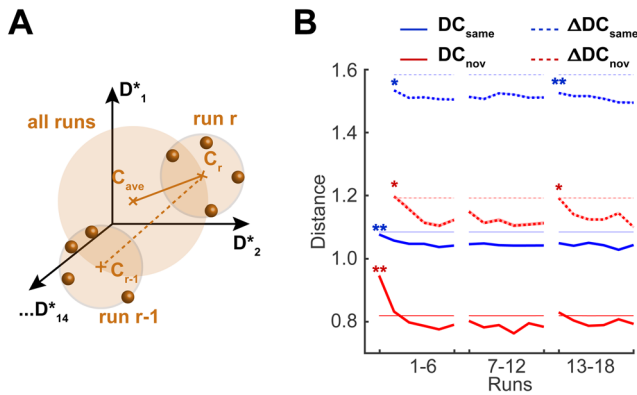 A
D*1
all runs
run r
Cr
Cave
D*2
Cr-1
...D*14
run r-1
B
DCsame
ΔDCsame
DCnov
ΔDCnov
1.6
**
*
1.4
Distance
1.2
*
*
**
1.0
**
0.8
1-6
7-12
13-18
Runs